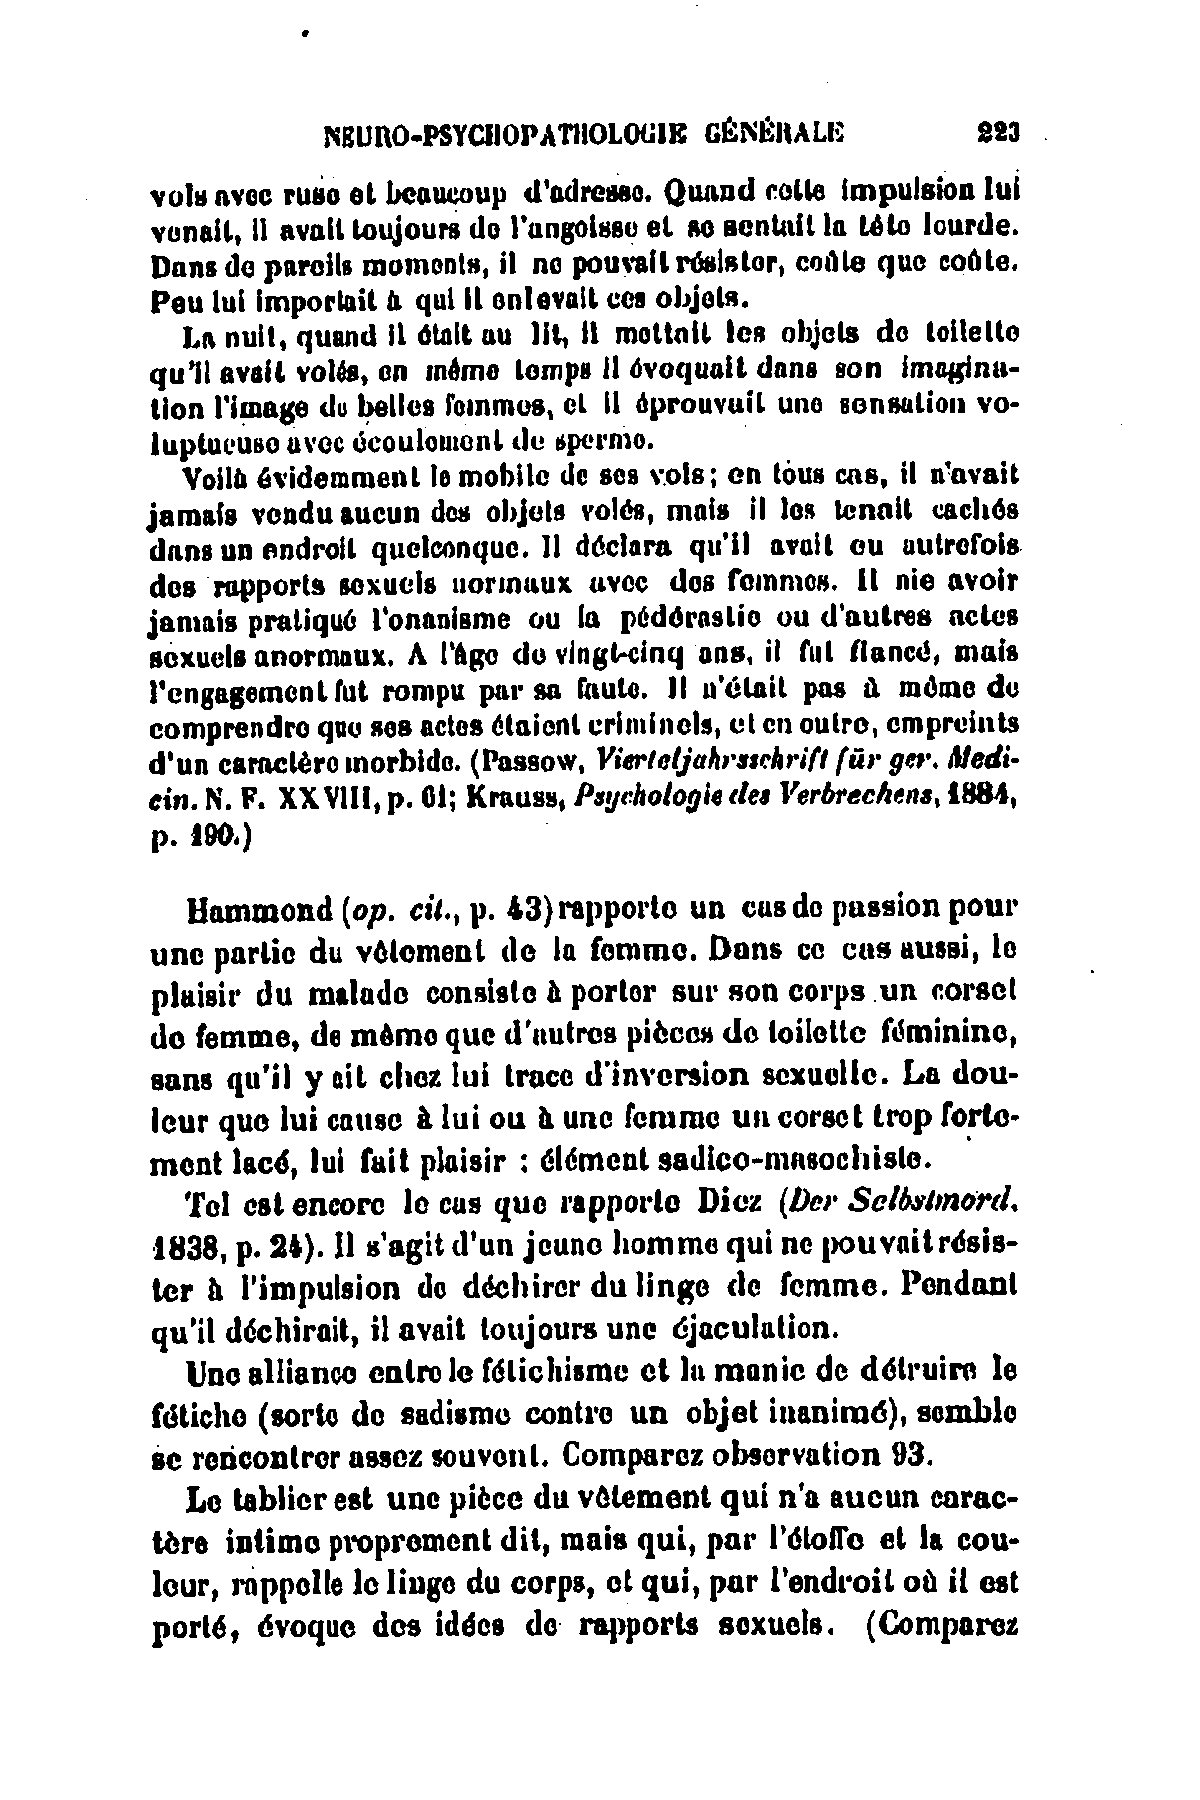 NEURO-PSYCHOPATHOLOGIE GÉNÉRALE 223
vols avec ruse et beaucoup d'adresse. Quand cette impulsion lui
venait, il avait toujours de l'angoisse et se sentait la tête lourde.
Dans de pareils moments, il ne pouvait résister, coûte que coûte.
Peu lui importait à qui il enlevait ces objets.
La nuit, quand il était au lit, il mettait les objets de toilette
qu'il avait volés, en même temps il évoquait dans son imagina-
tion l'image de belles femmes, et il éprouvait une sensation vo-
luptueuse avec écoulement de sperme.
Voilà évidemment le mobile de ses vols; en tous cas, il n'avait
jamais vendu aucun des objets volés, mais il les tenait cachés
dans un endroit quelconque. Il déclara qu'il avait eu autrefois
des rapports sexuels normaux avec des femmes. Il nie avoir
jamais pratiqué l'onanisme ou la pédérastie ou d'autres actes
sexuels anormaux. A l'âge de vingt-cinq ans, il fut fiancé, mais
l'engagement fut rompu par sa faute. Il n'était pas à même de
comprendre que ses actes étaient criminels, et en outre, empreints
d'un caractère morbide. (Passow, Vierteljahrsschrift für ger. Medi-
cin. N. F. XXVIII, p. 61; Krauss, Psychologie des Verbrechens, 1884,
p. 190.)
Hammond (op. cit., p. 43) rapporte un cas de passion pour
une partie du vêtement de la femme. Dans ce cas aussi, le
plaisir du malade consiste à porter sur son corps un corset
de femme, de même que d'autres pièces de toilette féminine,
sans qu'il y ait chez lui trace d'inversion sexuelle. La dou-
leur que lui cause à lui ou à une femme un corset trop forte-
ment lacé, lui fait plaisir : élément sadico-masochiste.
Tel est encore le cas que rapporte Diez (Der Selbstmord.
1838, p. 24). Il s'agit d'un jeune homme qui ne pouvait résis-
ter à l'impulsion de déchirer du linge de femme. Pendant
qu'il déchirait, il avait toujours une éjaculation.
Une alliance entre le fétichisme et la manie de détruire le
fétiche (sorte de sadisme contre un objet inanimé), semble
se rencontrer assez souvent. Comparez observation 93.
Le tablier est une pièce du vêtement qui n'a aucun carac-
tère intime proprement dit, mais qui, par l'étoffe et la cou-
leur, rappelle le linge du corps, et qui, par l'endroit où il est
porté, évoque des idées de rapports sexuels. (Comparez